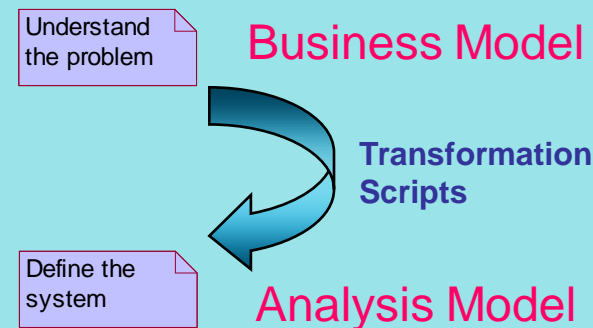 Understand
the problem
Business Model
Transformation
Scripts
Define the
system
Analysis Model